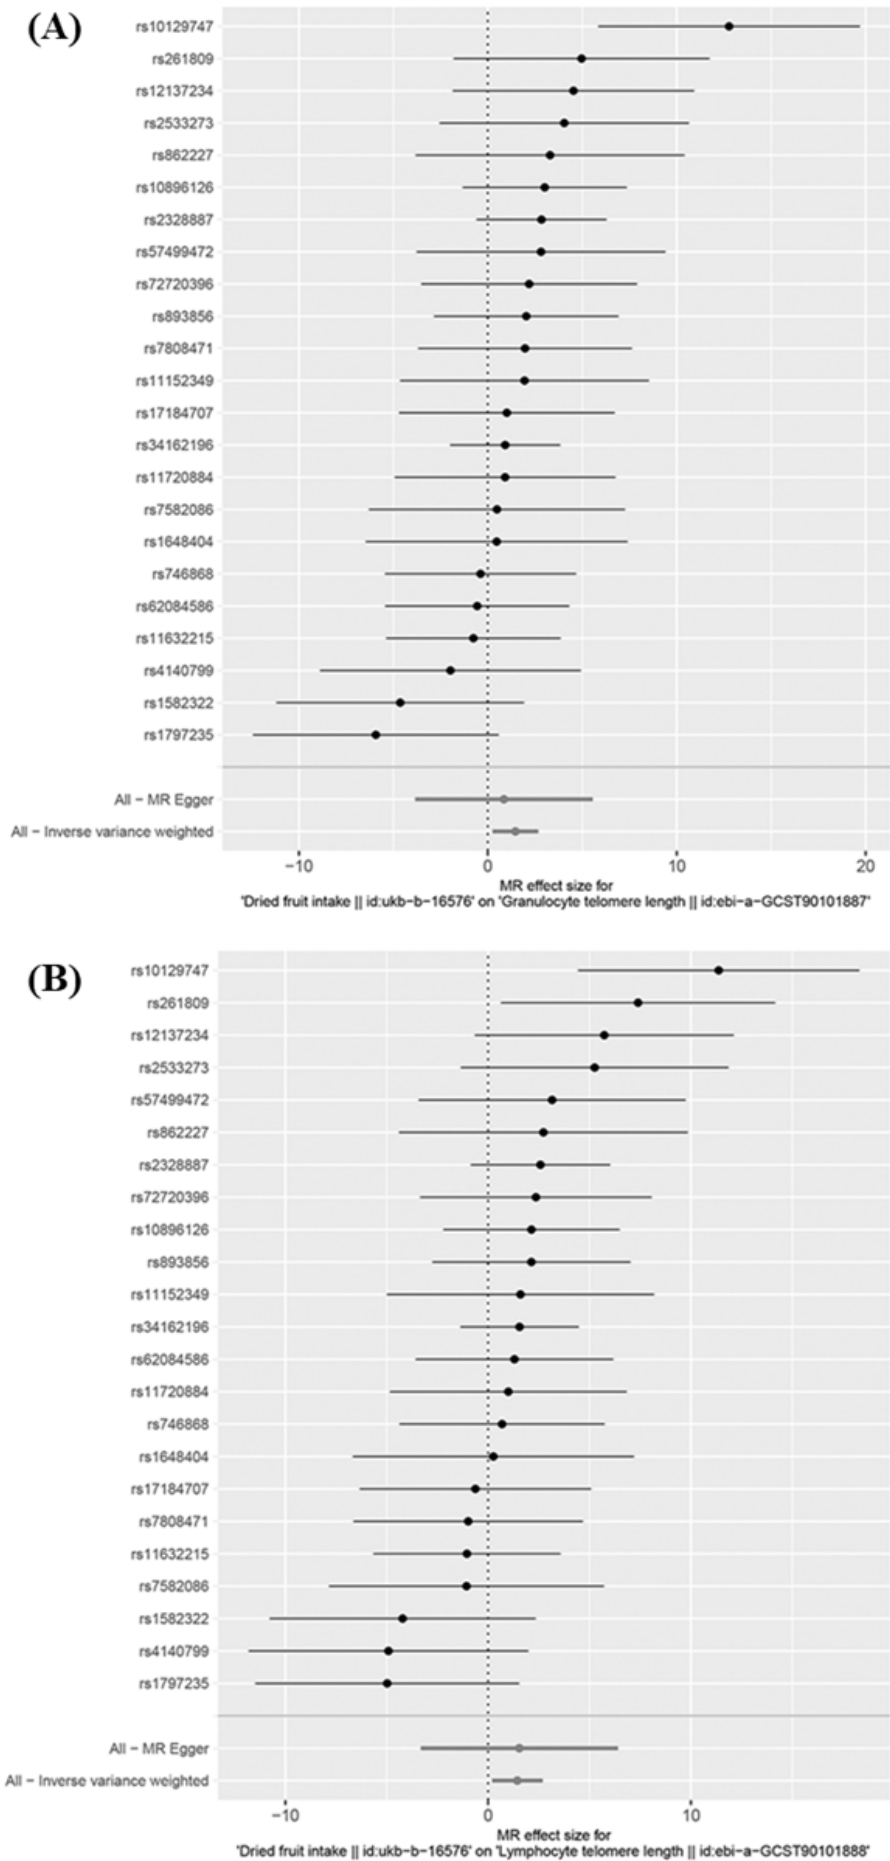 (A)
rs10129747
rs261809
rs12137234
rs2533273
rs862227
rs10896126
rs2328887
rs57499472
rs72720396
rs893856
rs7808471
rs11152349
rs17184707
rs34162196
rs11720884
rs7582086
rs1648404
rs746868
rs62084586
rs11632215
rs4140799
rs1582322
rs1797235
All − MR Egger
All − Inverse variance weighted
−10 0 10 20
MR effect size for
'Dried fruit intake || id:ukb−b−16576' on 'Granulocyte telomere length || id:ebi−a−GCST90101887'
(B)
rs10129747
rs261809
rs12137234
rs2533273
rs57499472
rs862227
rs2328887
rs72720396
rs10896126
rs893856
rs11152349
rs34162196
rs62084586
rs11720884
rs746868
rs1648404
rs17184707
rs7808471
rs11632215
rs7582086
rs1582322
rs4140799
rs1797235
All − MR Egger
All − Inverse variance weighted
−10 0 10
MR effect size for
'Dried fruit intake || id:ukb−b−16576' on 'Lymphocyte telomere length || id:ebi−a−GCST90101888'